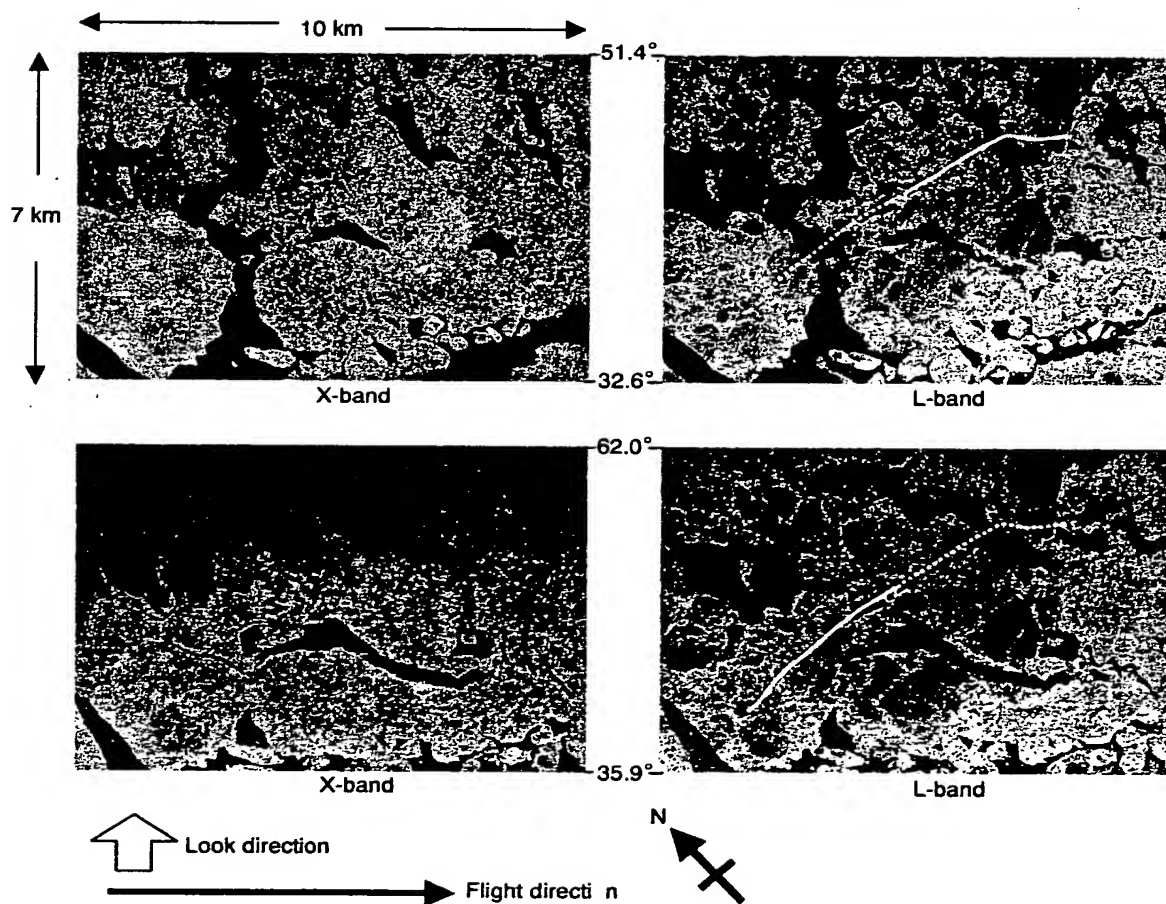 10 km
51.4°
7 km
32.6°
X-band
L-band
62.0°
35.9°
X-band
L-band
Look direction
N
Flight directi n